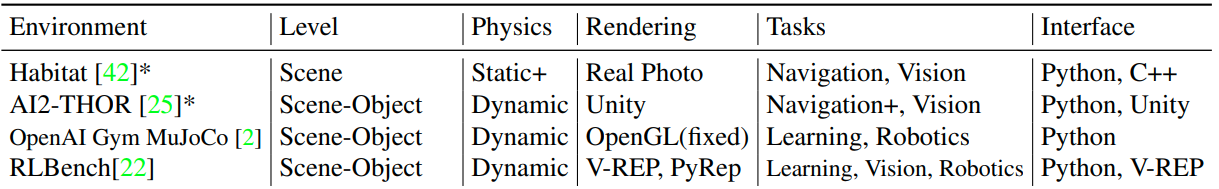 Environment Level Physics Rendering Tasks Interface
Habitat [42]* Scene Static+ Real Photo Navigation, Vision Python, C++
AI2-THOR [25]* Scene-Object Dynamic Unity Navigation+, Vision Python, Unity
OpenAI Gym MuJoCo [2] Scene-Object Dynamic OpenGL(fixed) Learning, Robotics Python
RLBench[22] Scene-Object Dynamic V-REP, PyRep Learning, Vision, Robotics Python, V-REP